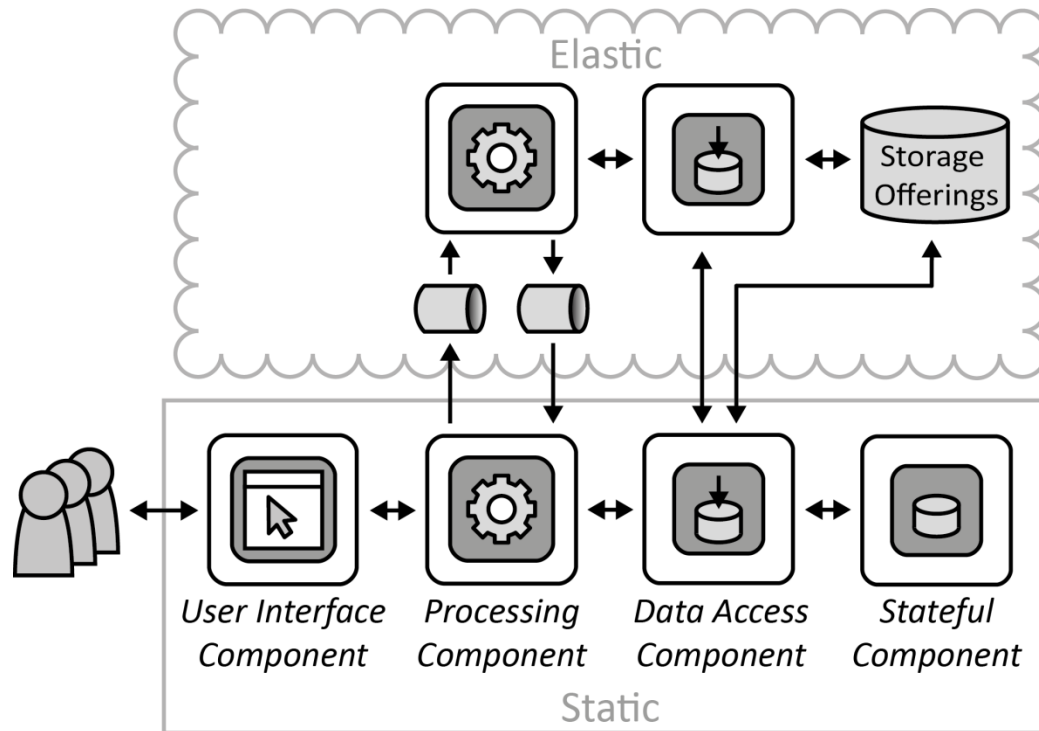 Elastic
Storage
Offerings
User Interface
Component
Processing
Component
Data Access
Component
Stateful
Component
Static